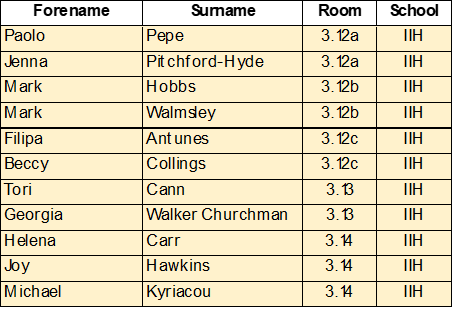 Forename Surname Room School
Paolo Pepe 3.12a IIH
Jenna Pitchford-Hyde 3.12a IIH
Mark Hobbs 3.12b IIH
Mark Walmsley 3.12b IIH
Filipa Antunes 3.12c IIH
Beccy Collings 3.12c IIH
Tori Cann 3.13 IIH
Georgia Walker Churchman 3.13 IIH
Helena Carr 3.14 IIH
Joy Hawkins 3.14 IIH
Michael Kyriacou 3.14 IIH